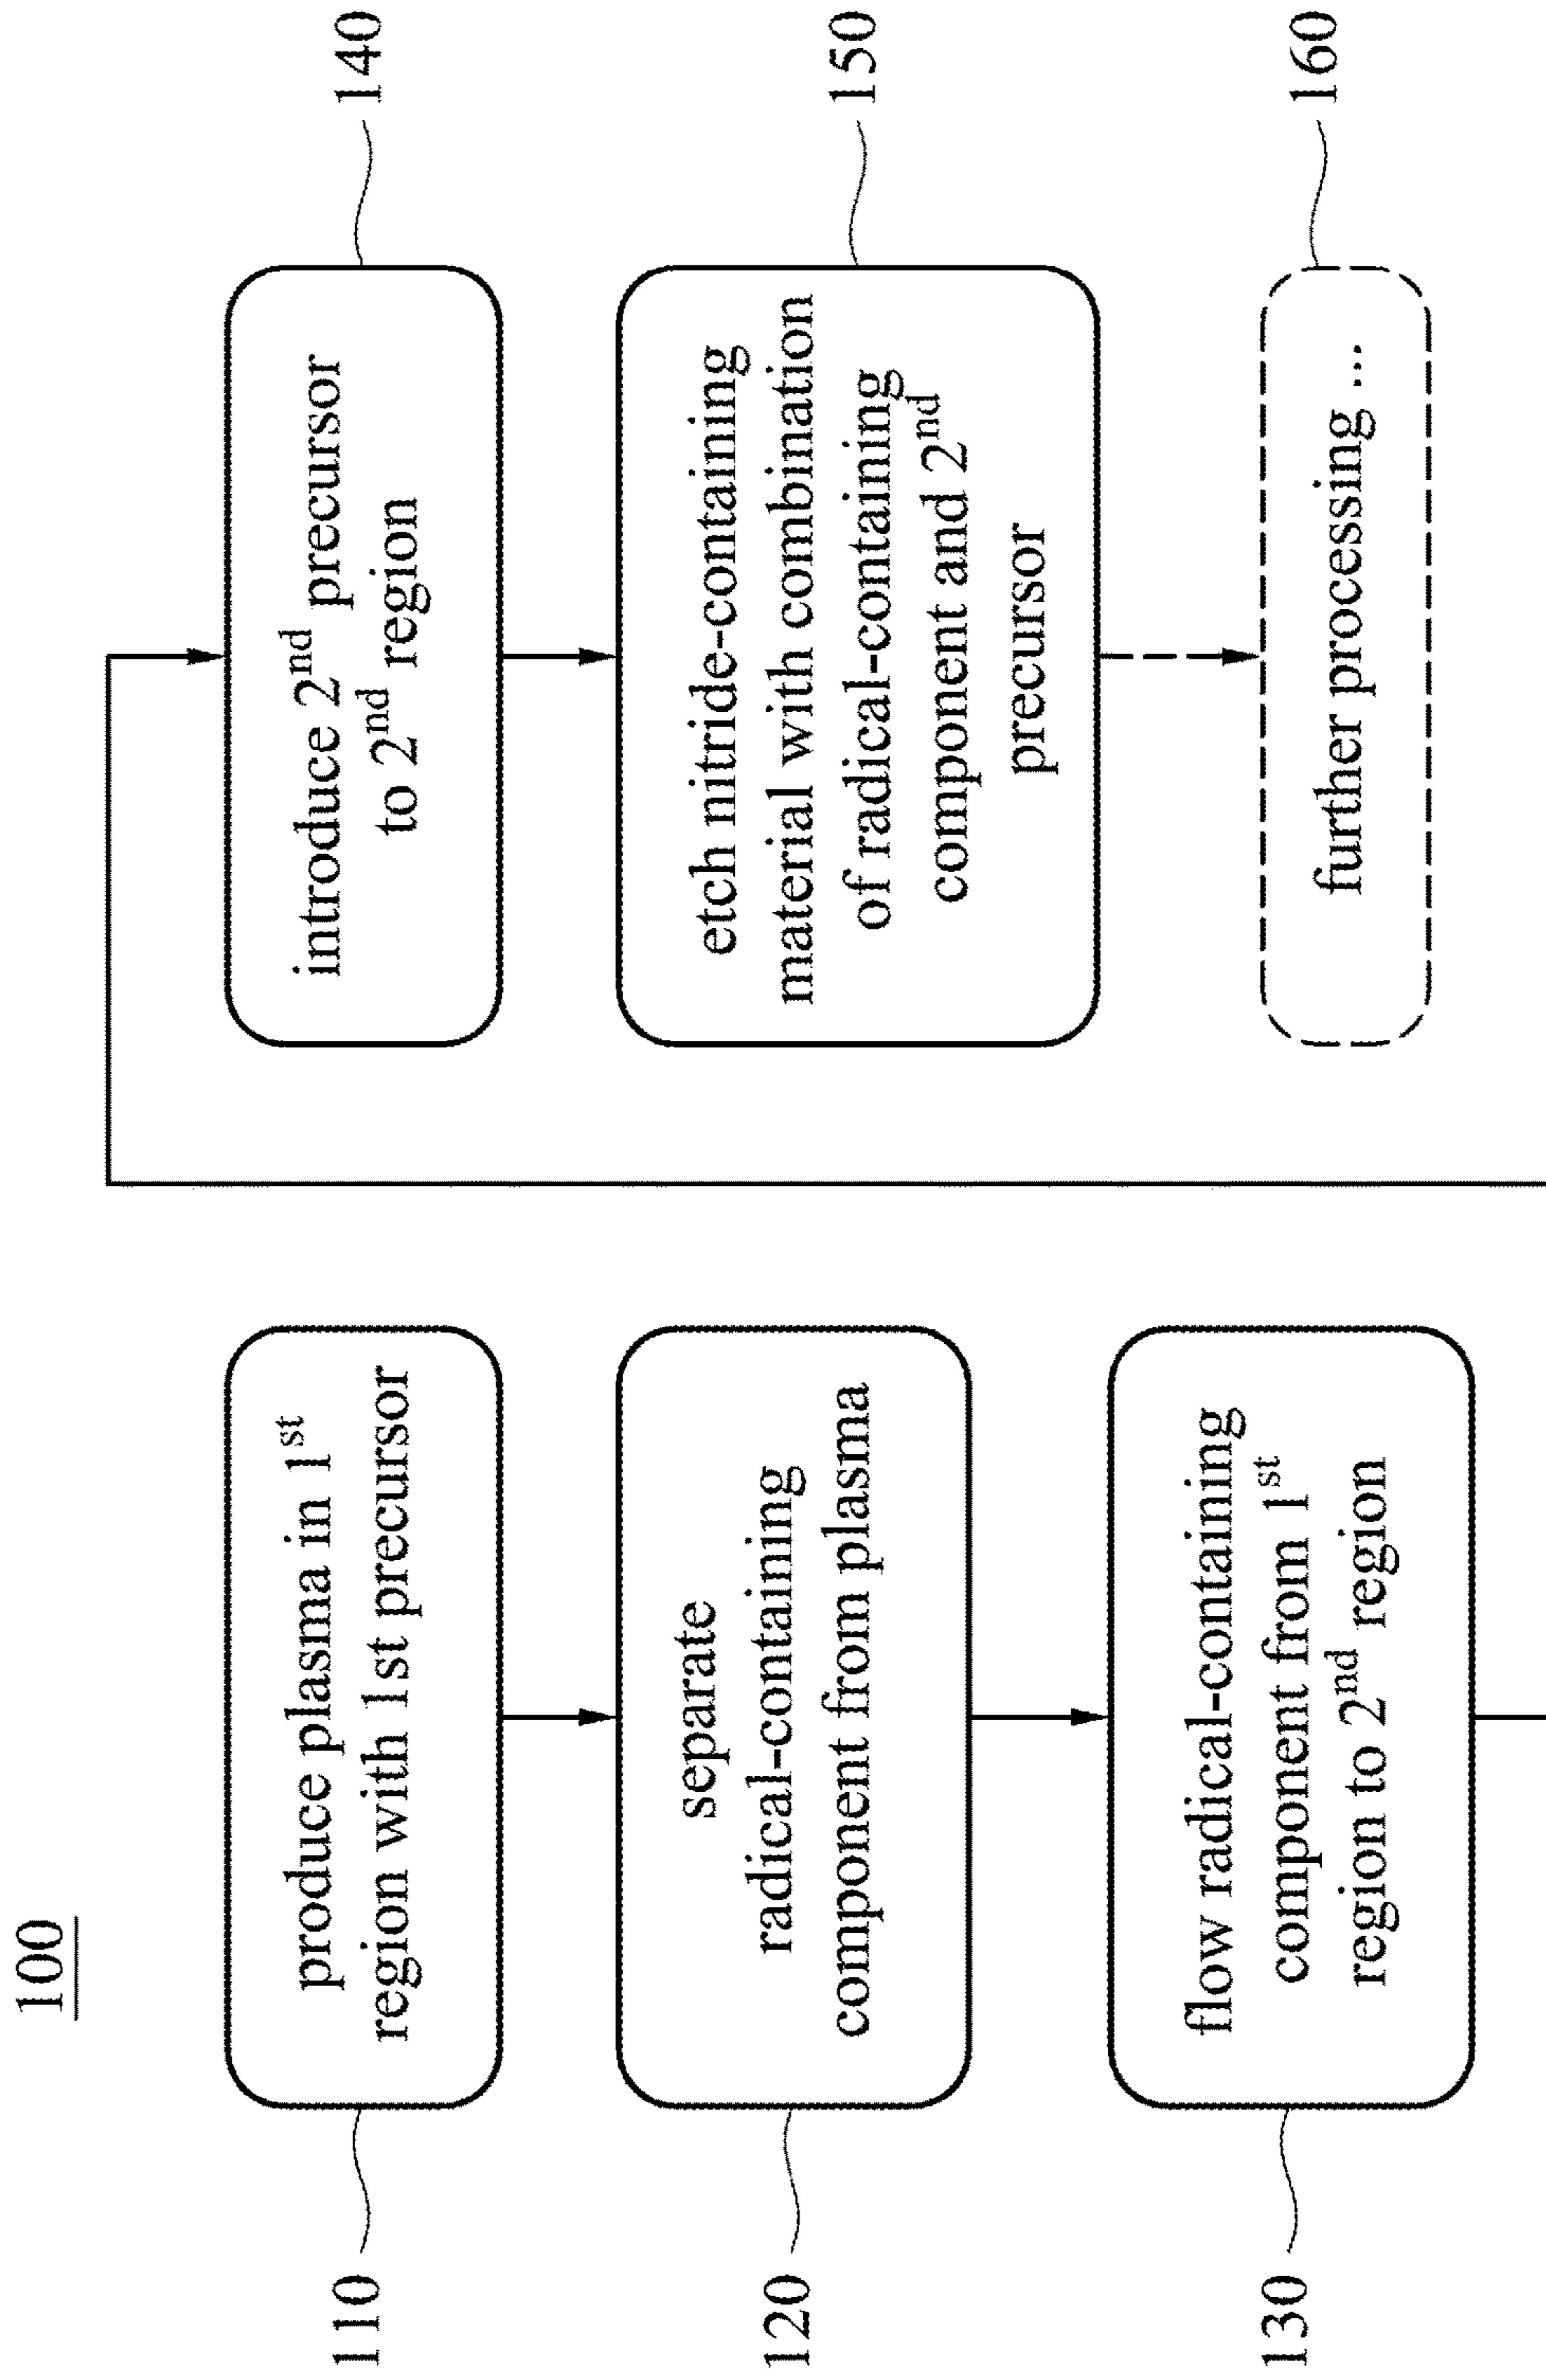 100
110
produce plasma in 1st
region with 1st precursor
120
separate
radical-containing
component from plasma
130
flow radical-containing
component from 1st
region to 2nd region
introduce 2nd precursor
to 2nd region
140
etch nitride-containing
material with combination
of radical-containing
component and 2nd
precursor
150
further processing ...
160